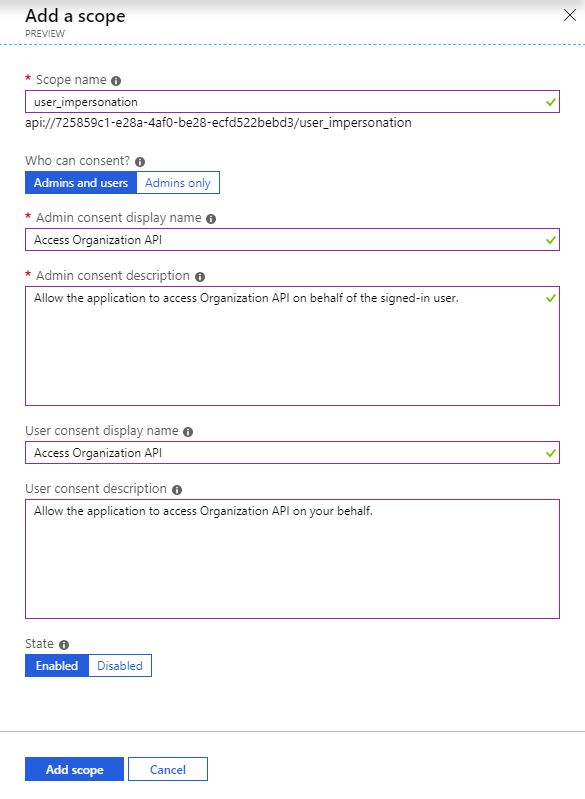 Add a scope
PREVIEW
* Scope name
user_impersonation
api://725859c1-e28a-4af0-be28-ecfd522bebd3/user_impersonation
Who can consent?
Admins and users Admins only
* Admin consent display name
Access Organization API
* Admin consent description
Allow the application to access Organization API on behalf of the signed-in user.
User consent display name
Access Organization API
User consent description
Allow the application to access Organization API on your behalf.
State
Enabled Disabled
Add scope Cancel